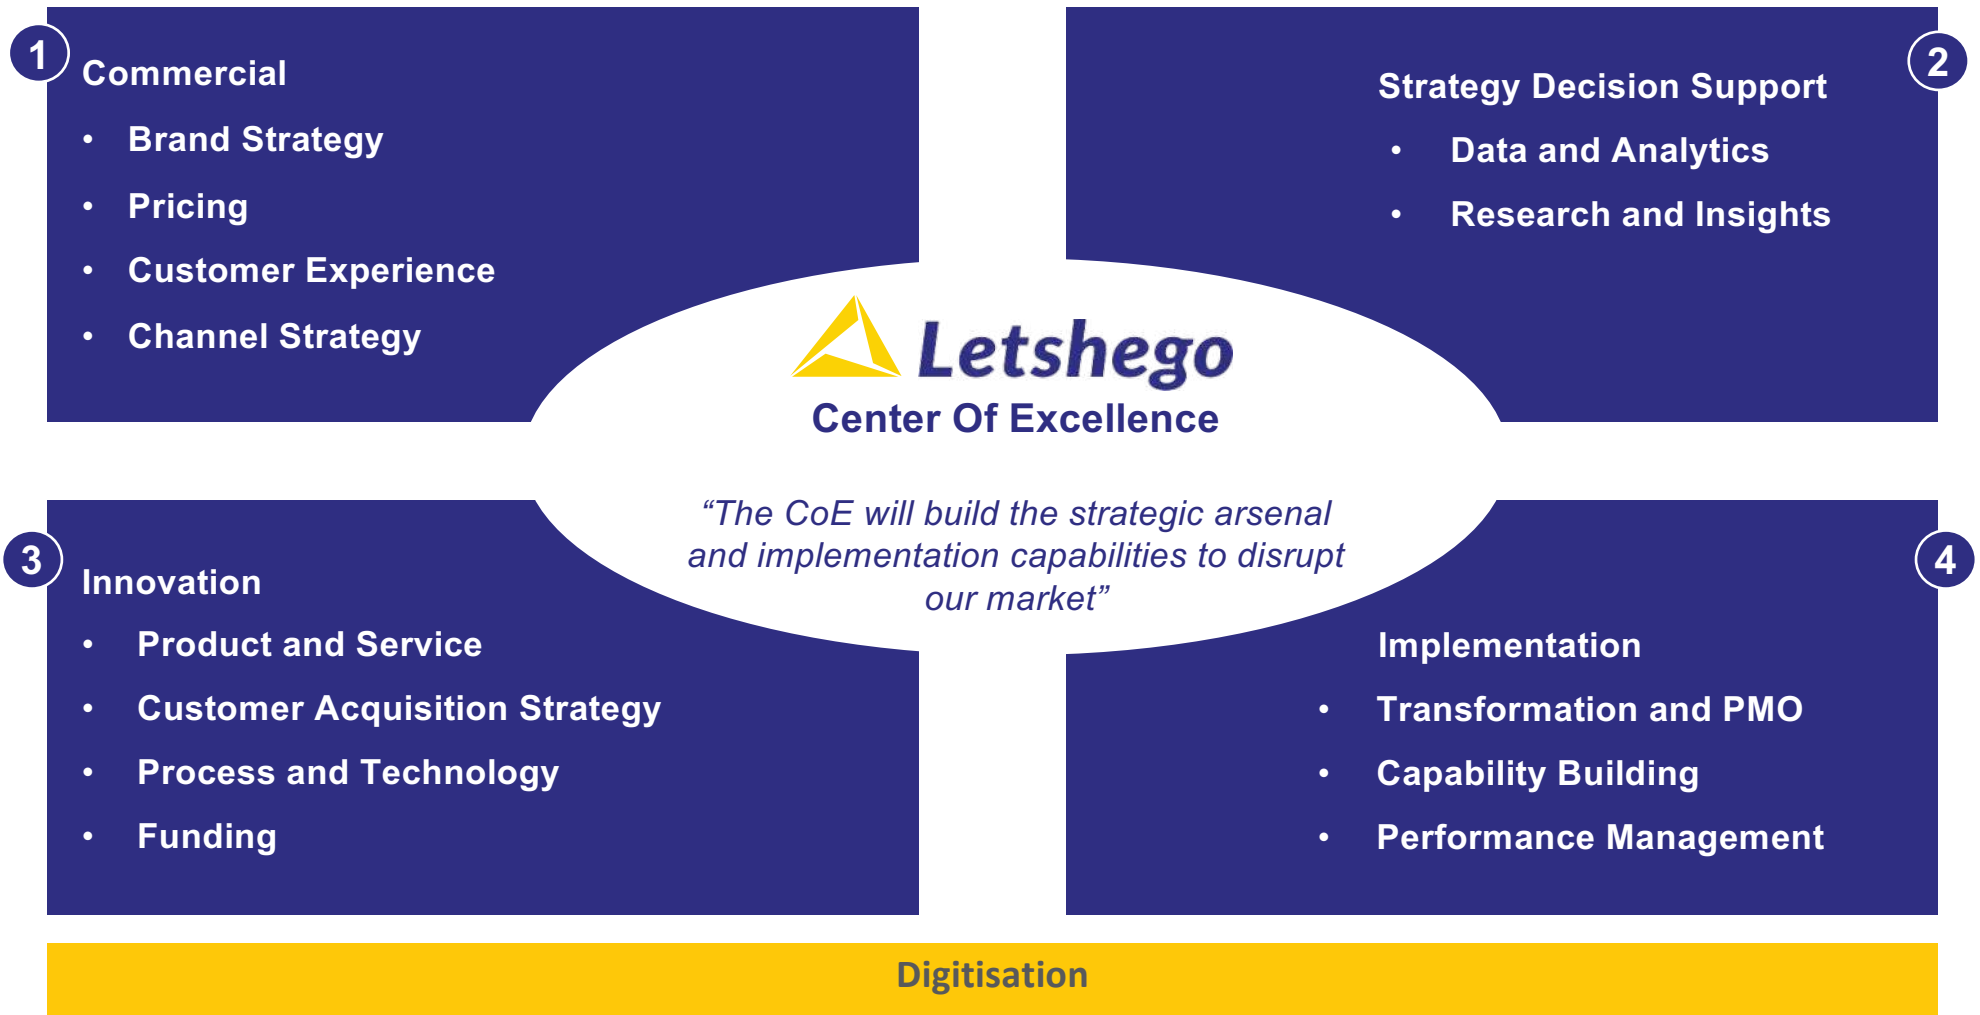 1
Commercial
• Brand Strategy
• Pricing
• Customer Experience
• Channel Strategy
2
Strategy Decision Support
• Data and Analytics
• Research and Insights
Letshego
Center Of Excellence
“The CoE will build the strategic arsenal
and implementation capabilities to disrupt
our market”
3
Innovation
• Product and Service
• Customer Acquisition Strategy
• Process and Technology
• Funding
4
Implementation
• Transformation and PMO
• Capability Building
• Performance Management
Digitisation